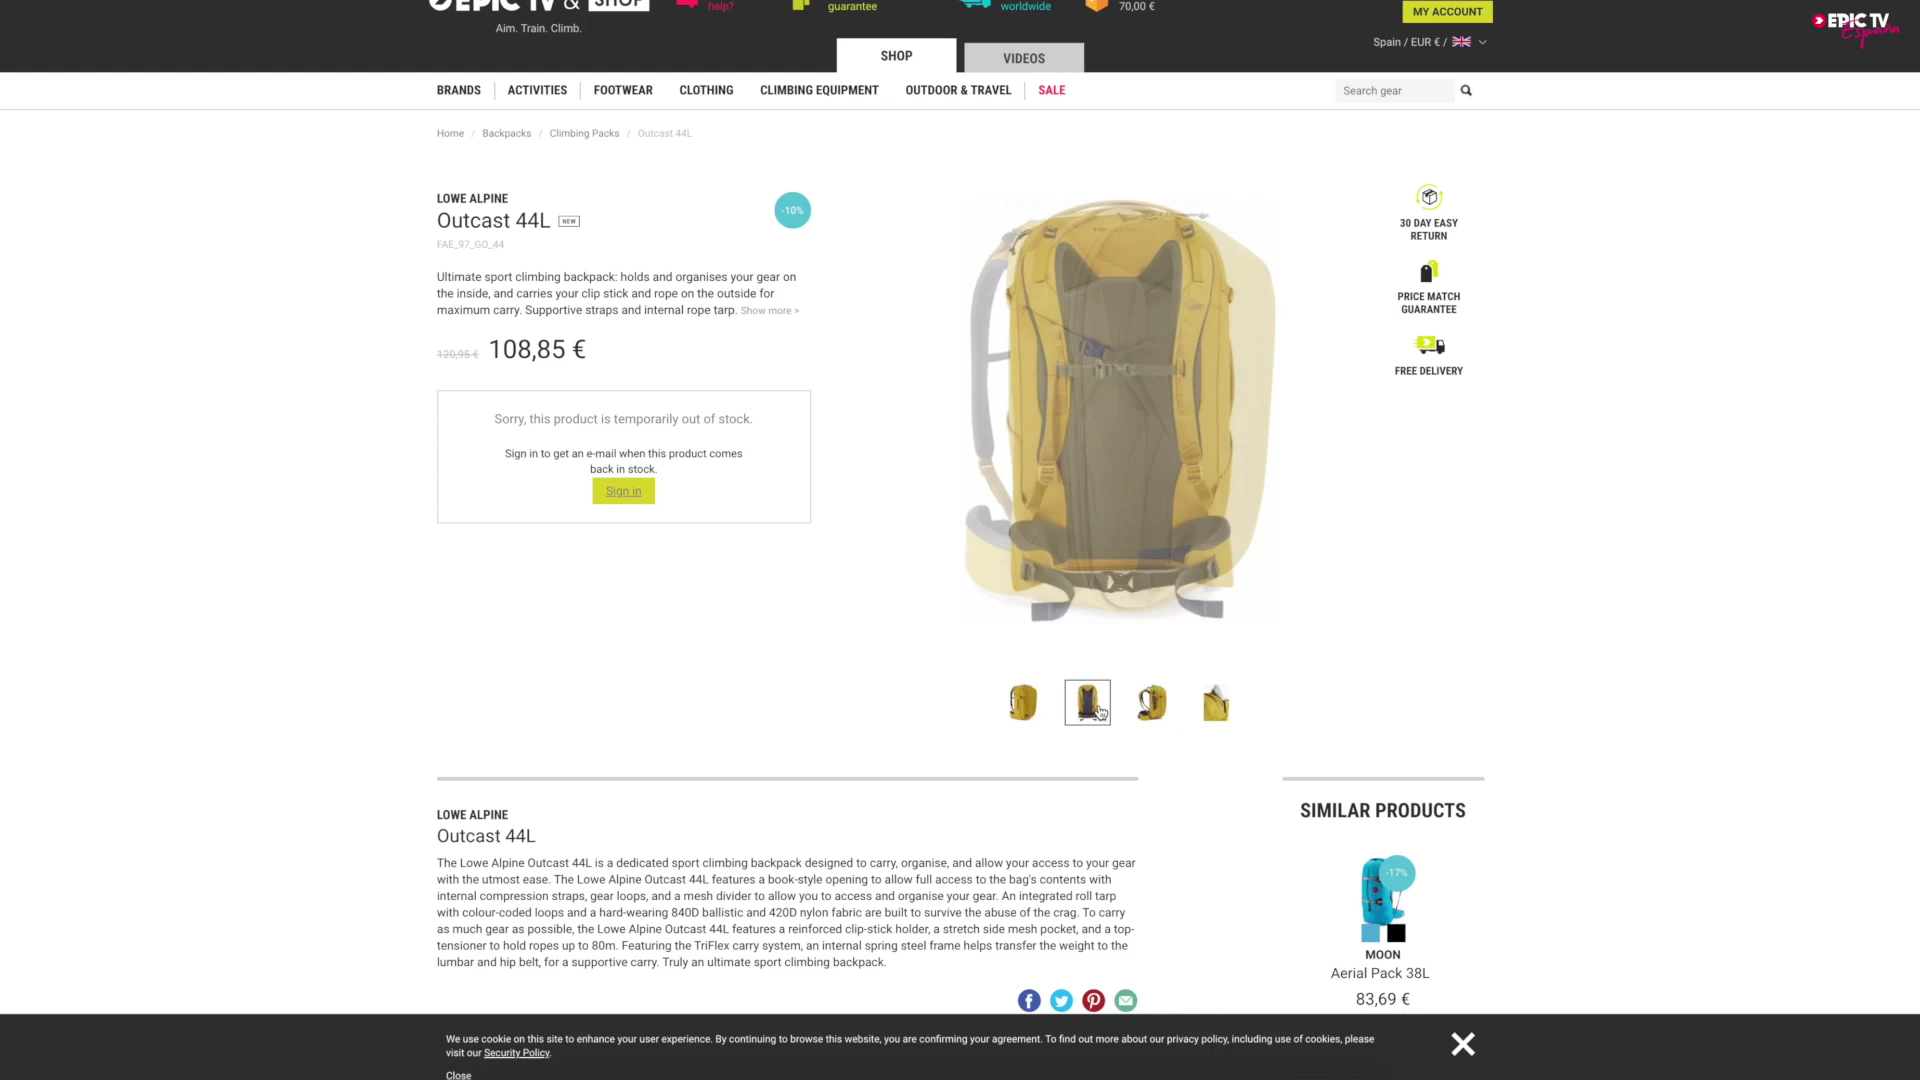 EPIC TV & SHOP
Aim. Train. Climb.
help?
guarantee
worldwide
70,00 €
MY ACCOUNT
Spain / EUR € /
EPIC TV
España
SHOP
VIDEOS
BRANDS
ACTIVITIES
FOOTWEAR
CLOTHING
CLIMBING EQUIPMENT
OUTDOOR & TRAVEL
SALE
Search gear
Home / Backpacks / Climbing Packs / Outcast 44L
LOWE ALPINE
Outcast 44L NEW
-10%
FAE_97_GO_44
Ultimate sport climbing backpack: holds and organises your gear on
the inside, and carries your clip stick and rope on the outside for
maximum carry. Supportive straps and internal rope tarp. Show more >
120,95 € 108,85 €
Sorry, this product is temporarily out of stock.
Sign in to get an e-mail when this product comes
back in stock.
Sign in
30 DAY EASY
RETURN
PRICE MATCH
GUARANTEE
FREE DELIVERY
LOWE ALPINE
Outcast 44L
The Lowe Alpine Outcast 44L is a dedicated sport climbing backpack designed to carry, organise, and allow your access to your gear
with the utmost ease. The Lowe Alpine Outcast 44L features a book-style opening to allow full access to the bag's contents with
internal compression straps, gear loops, and a mesh divider to allow you to access and organise your gear. An integrated roll tarp
with colour-coded loops and a hard-wearing 840D ballistic and 420D nylon fabric are built to survive the abuse of the crag. To carry
as much gear as possible, the Lowe Alpine Outcast 44L features a reinforced clip-stick holder, a stretch side mesh pocket, and a top-
tensioner to hold ropes up to 80m. Featuring the TriFlex carry system, an internal spring steel frame helps transfer the weight to the
lumbar and hip belt, for a supportive carry. Truly an ultimate sport climbing backpack.
SIMILAR PRODUCTS
-17%
MOON
Aerial Pack 38L
83,69 €
We use cookie on this site to enhance your user experience. By continuing to browse this website, you are confirming your agreement. To find out more about our privacy policy, including use of cookies, please
visit our Security Policy.
Close